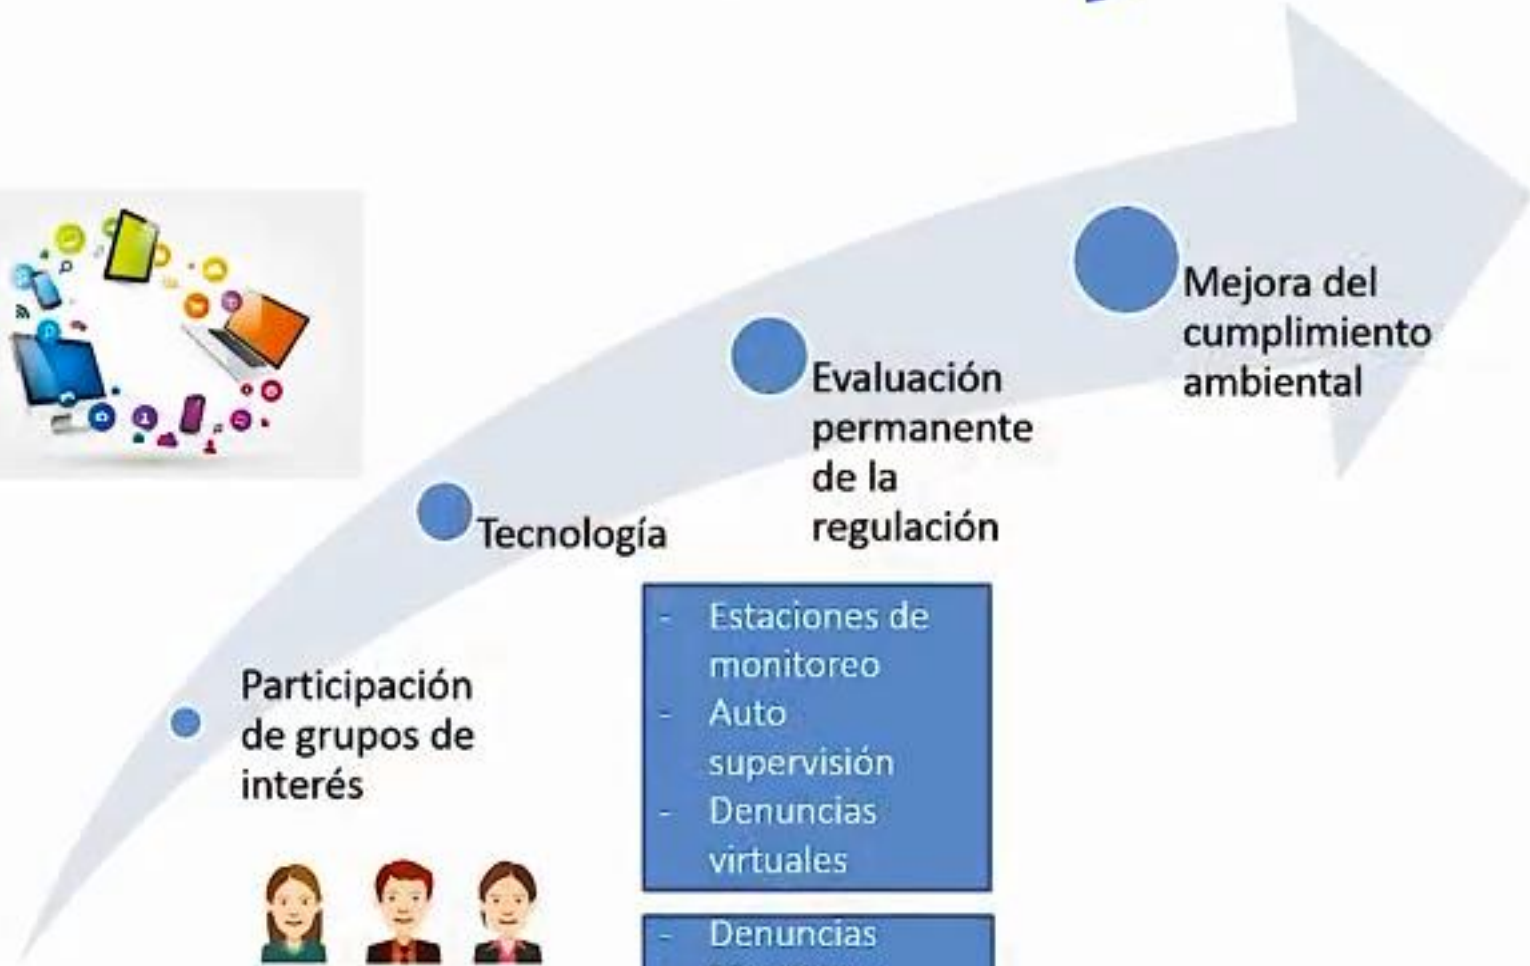 Mejora del
cumplimiento
ambiental
Evaluación
permanente
de la
regulación
Tecnología
Participación
de grupos de
interés
- Estaciones de
monitoreo
- Auto
supervisión
- Denuncias
virtuales
- Denuncias